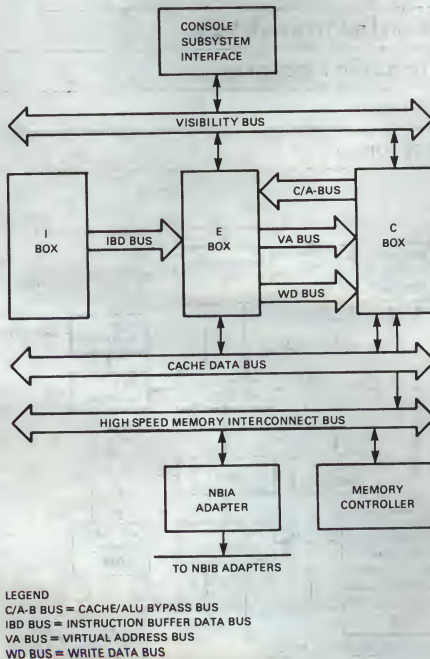 CONSOLE
SUBSYSTEM
INTERFACE
VISIBILITY BUS
I
BOX
IBD BUS
E
BOX
C/A-BUS
VA BUS
WD BUS
C
BOX
CACHE DATA BUS
HIGH SPEED MEMORY INTERCONNECT BUS
NBIA
ADAPTER
MEMORY
CONTROLLER
TO NBIB ADAPTERS
LEGEND
C/A-B BUS = CACHE/ALU BYPASS BUS
IBD BUS = INSTRUCTION BUFFER DATA BUS
VA BUS = VIRTUAL ADDRESS BUS
WD BUS = WRITE DATA BUS